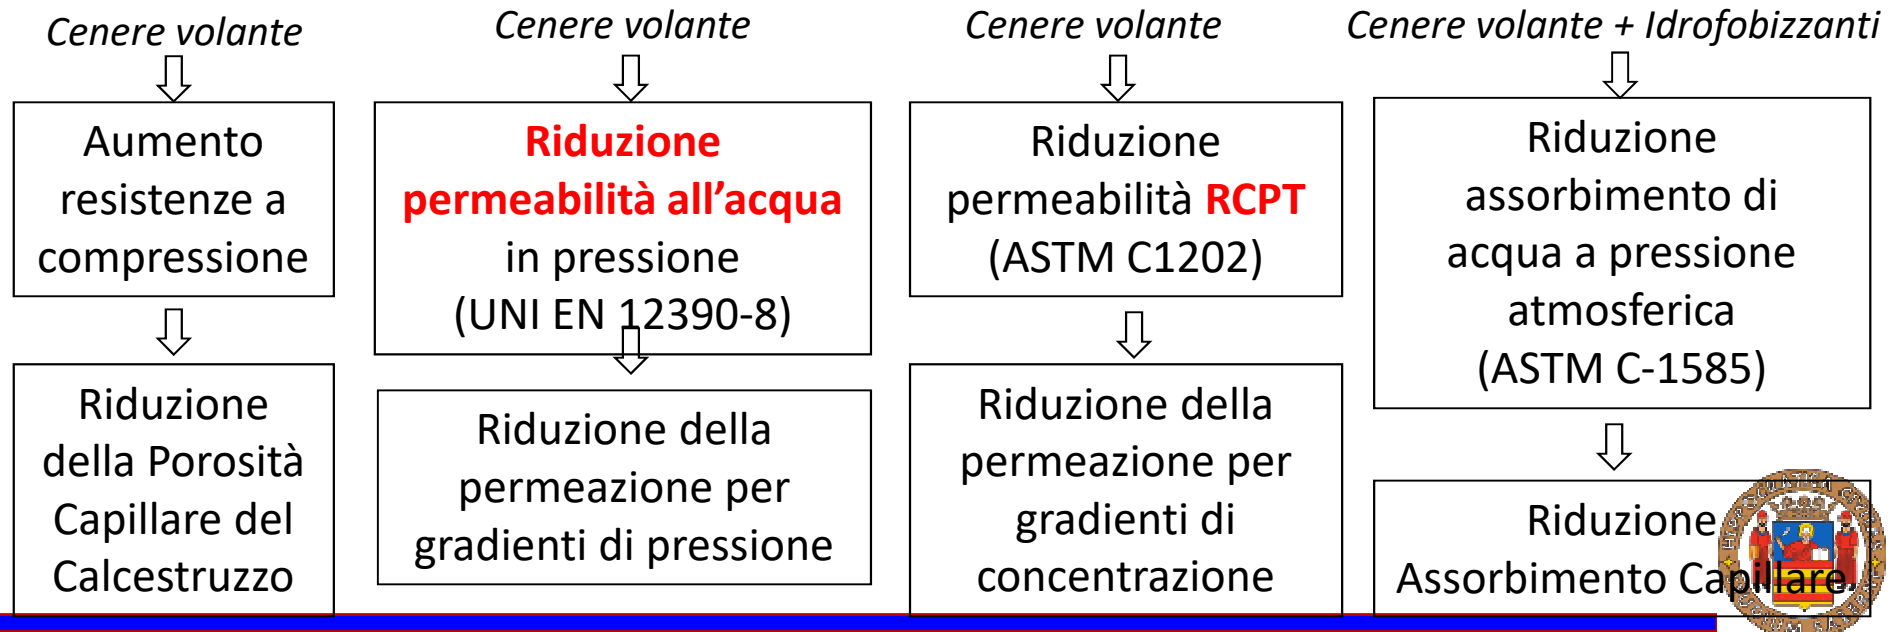 Cenere volante
Aumento
resistenze a
compressione
Riduzione
della Porosità
Capillare del
Calcestruzzo
Cenere volante
Riduzione
permeabilità all’acqua
in pressione
(UNI EN 12390-8)
Riduzione della
permeazione per
gradienti di pressione
Cenere volante
Riduzione
permeabilità RCPT
(ASTM C1202)
Riduzione della
permeazione per
gradienti di
concentrazione
Cenere volante + Idrofobizzanti
Riduzione
assorbimento di
acqua a pressione
atmosferica
(ASTM C-1585)
Riduzione
Assorbimento Capillare